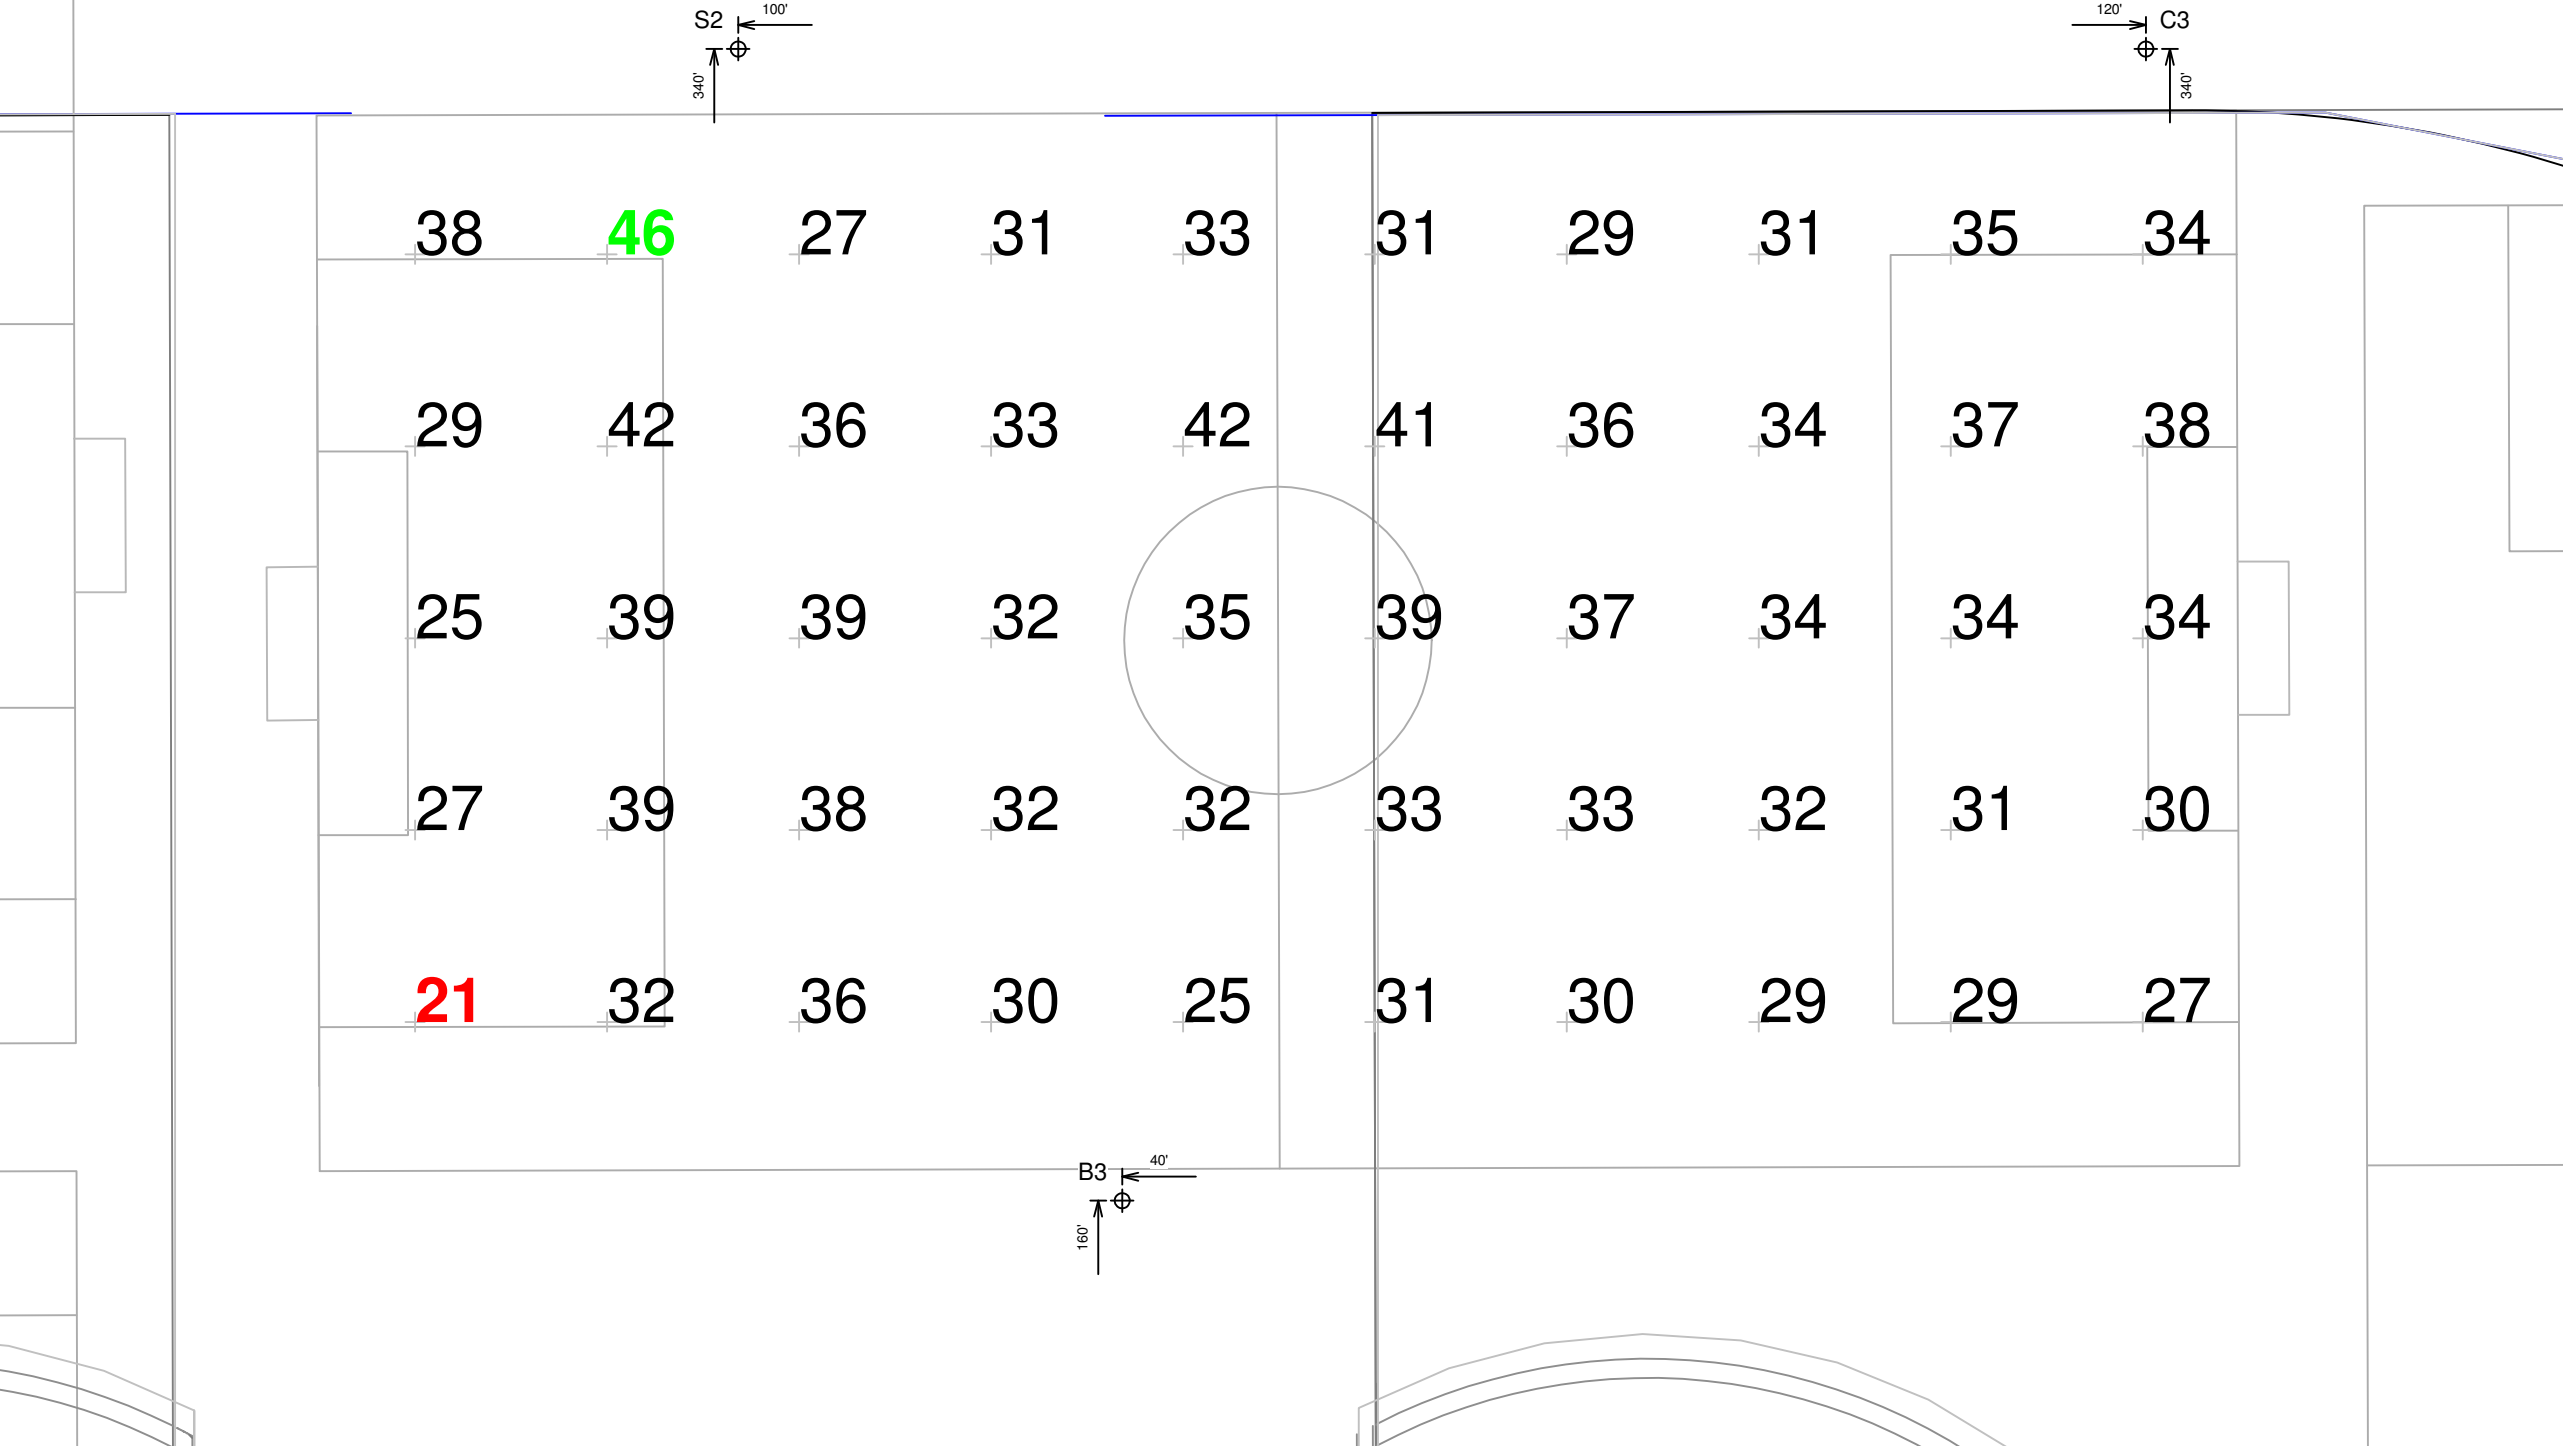 S2 100' 120' C3
340' 340'
38 46 27 31 33 31 29 31 35 34
29 42 36 33 42 41 36 34 37 38
25 39 39 32 35 39 37 34 34 34
27 39 38 32 32 33 33 32 31 30
21 32 36 30 25 31 30 29 29 27
B3 40'
160'